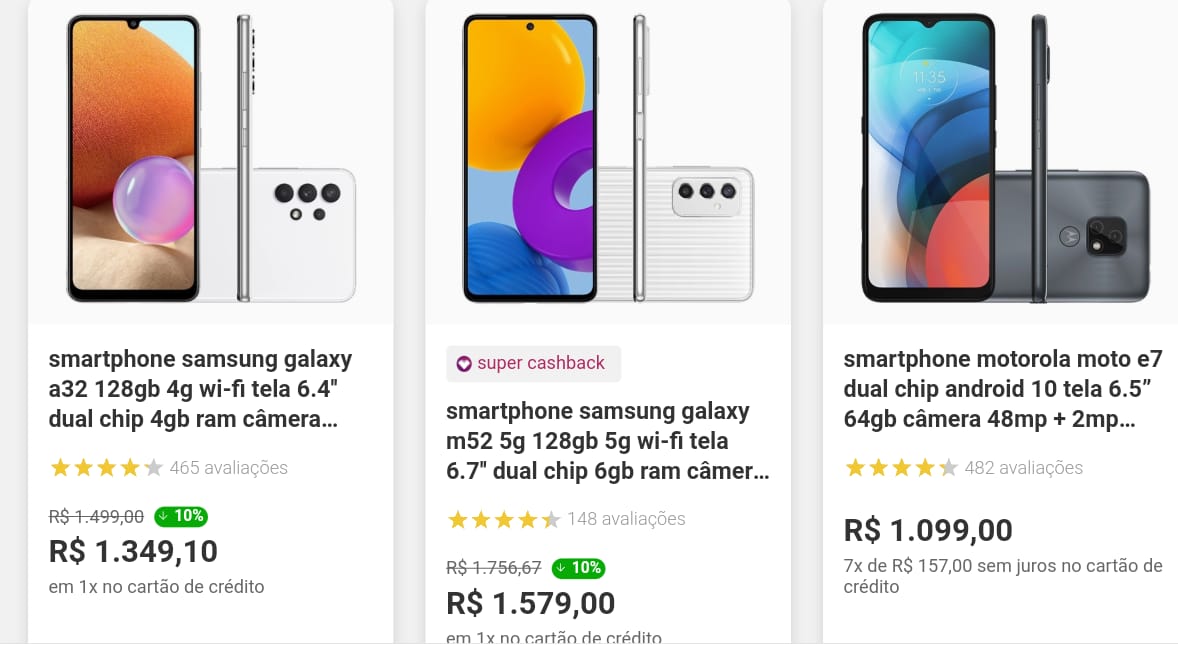 smartphone samsung galaxy
a32 128gb 4g wi-fi tela 6.4"
dual chip 4gb ram câmera...
465 avaliações
R$ 1.499,00 10%
R$ 1.349,10
em 1x no cartão de crédito
super cashback
smartphone samsung galaxy
m52 5g 128gb 5g wi-fi tela
6.7" dual chip 6gb ram câmer...
148 avaliações
R$ 1.756,67 10%
R$ 1.579,00
em 1x no cartão de crédito
11:35
smartphone motorola moto e7
dual chip android 10 tela 6.5”
64gb câmera 48mp + 2mp...
482 avaliações
R$ 1.099,00
7x de R$ 157,00 sem juros no cartão de
crédito